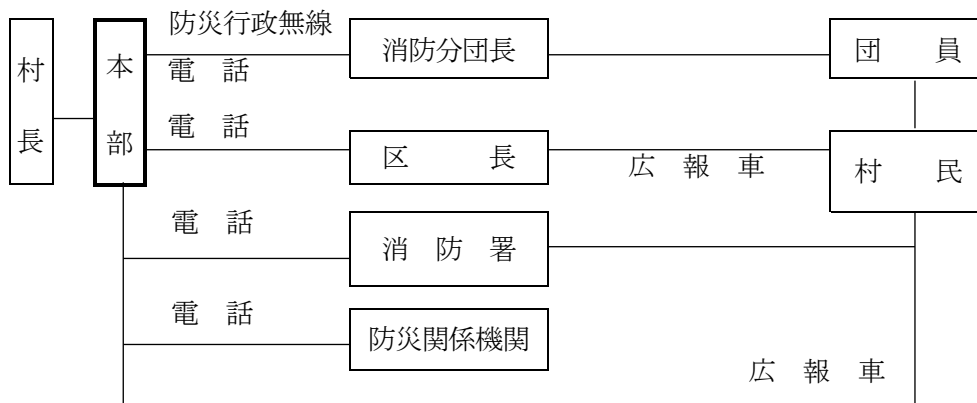 村長
本部
防災行政無線
電話
消防分団長
団員
電話
区長
広報車
村民
電話
消防署
電話
防災関係機関
広報車